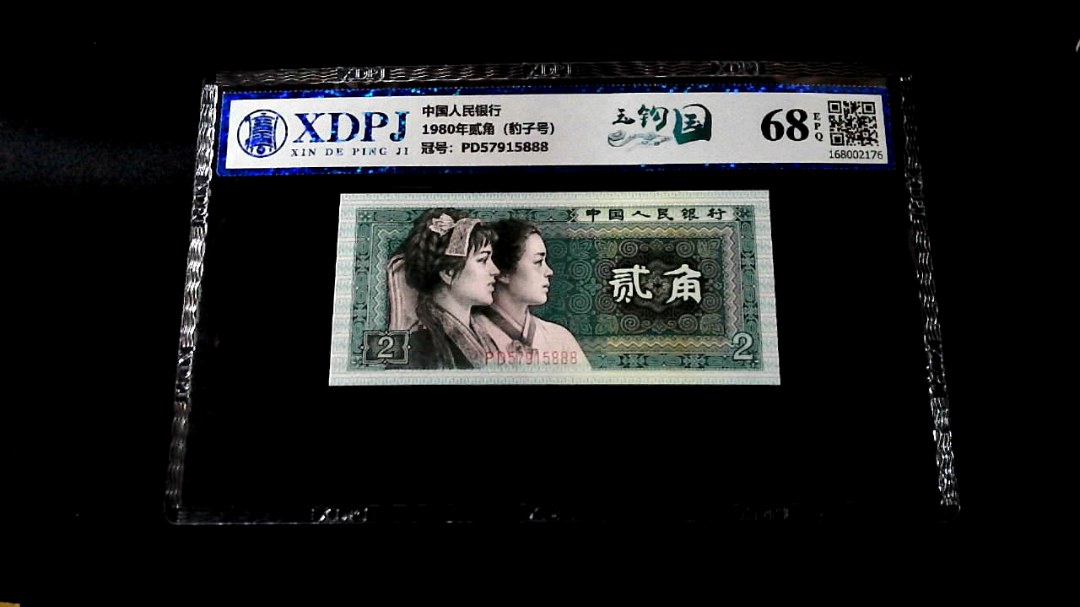 XDPJ
XIN DE PING JI
中国人民银行
1980年贰角（豹子号）
冠号：PD57915888
玉钩国
68
EPQ
168002176
中国人民银行
贰角
2
2
PD57915888